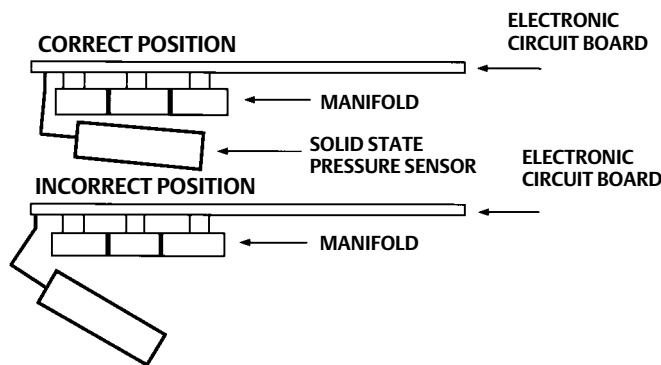 CORRECT POSITION
ELECTRONIC
CIRCUIT BOARD
MANIFOLD
SOLID STATE
PRESSURE SENSOR
INCORRECT POSITION
ELECTRONIC
CIRCUIT BOARD
MANIFOLD